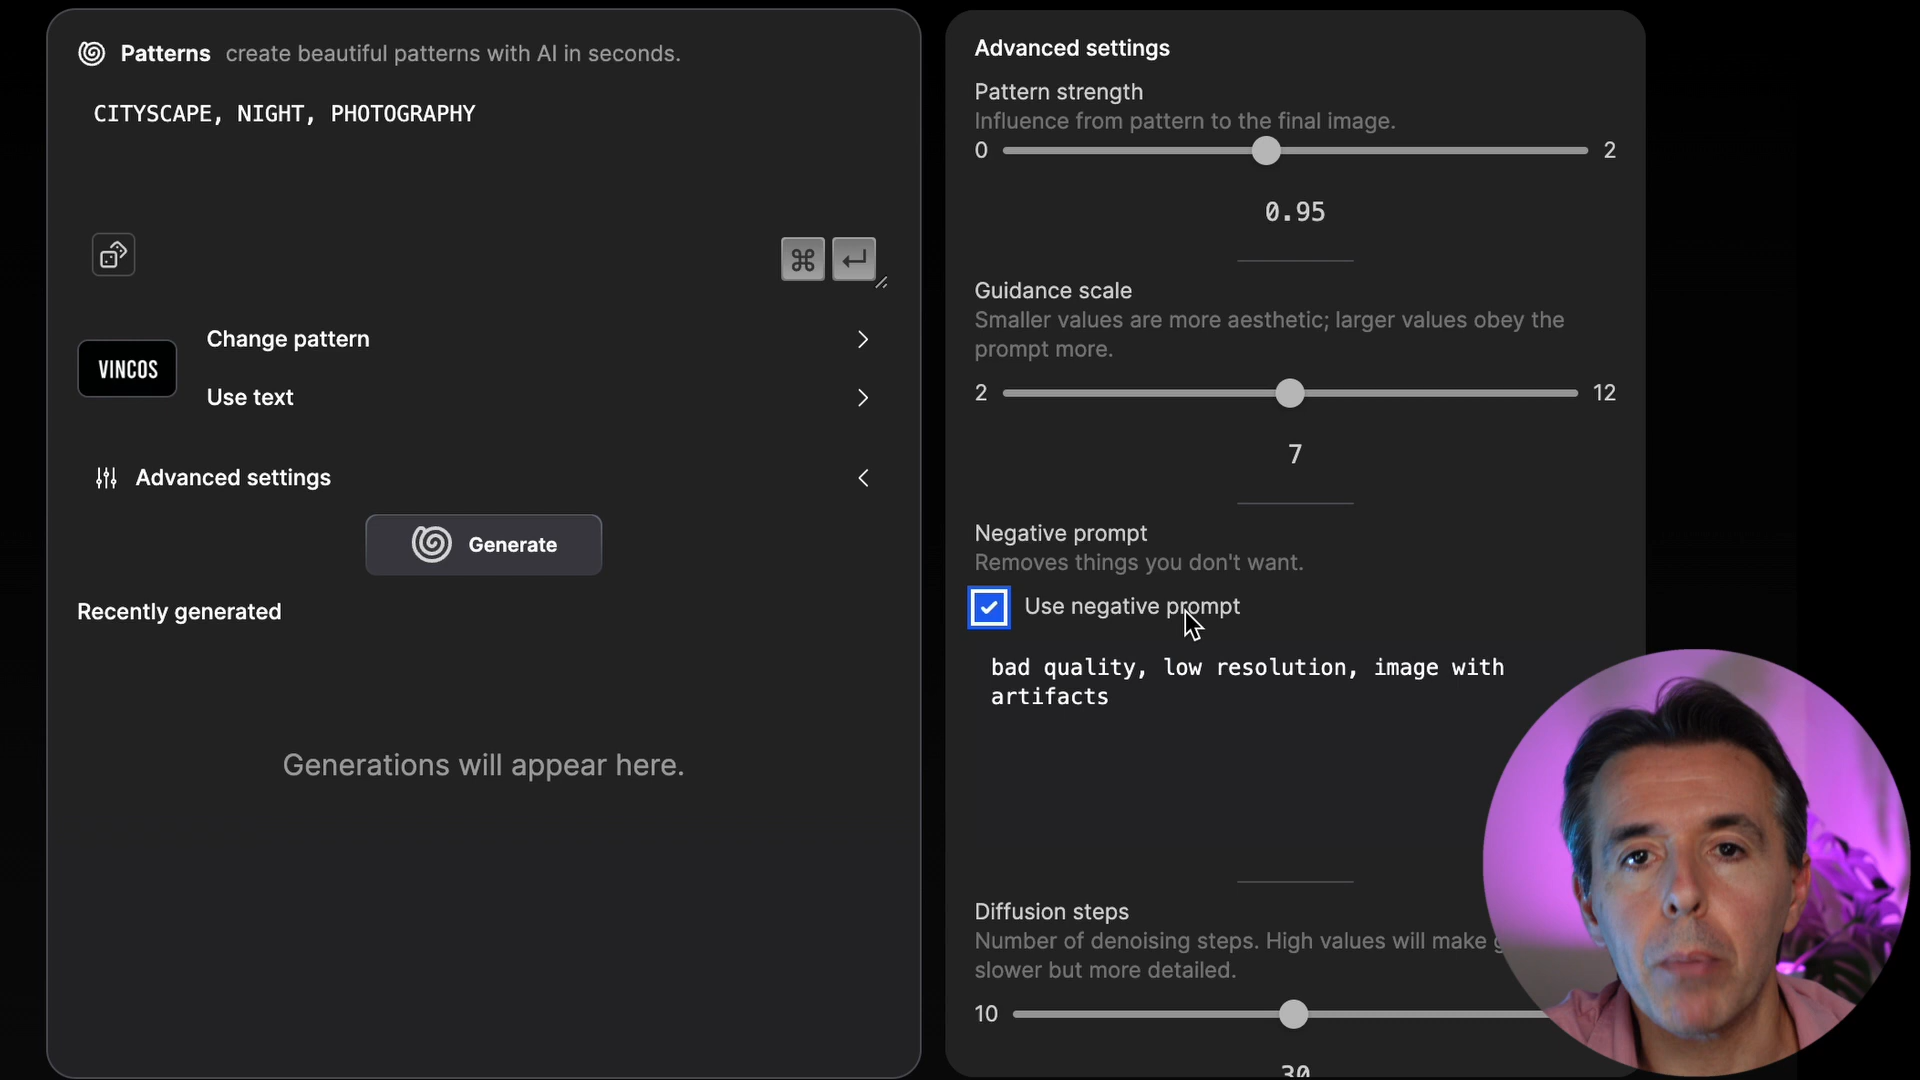 Patterns create beautiful patterns with AI in seconds.
CITYSCAPE, NIGHT, PHOTOGRAPHY
VINCOS
Change pattern
Use text
Advanced settings
Generate
Recently generated
Generations will appear here.
Advanced settings
Pattern strength
Influence from pattern to the final image.
0 2
0.95
Guidance scale
Smaller values are more aesthetic; larger values obey the
prompt more.
2 12
7
Negative prompt
Removes things you don't want.
Use negative prompt
bad quality, low resolution, image with
artifacts
Diffusion steps
Number of denoising steps. High values will make
slower but more detailed.
10
30